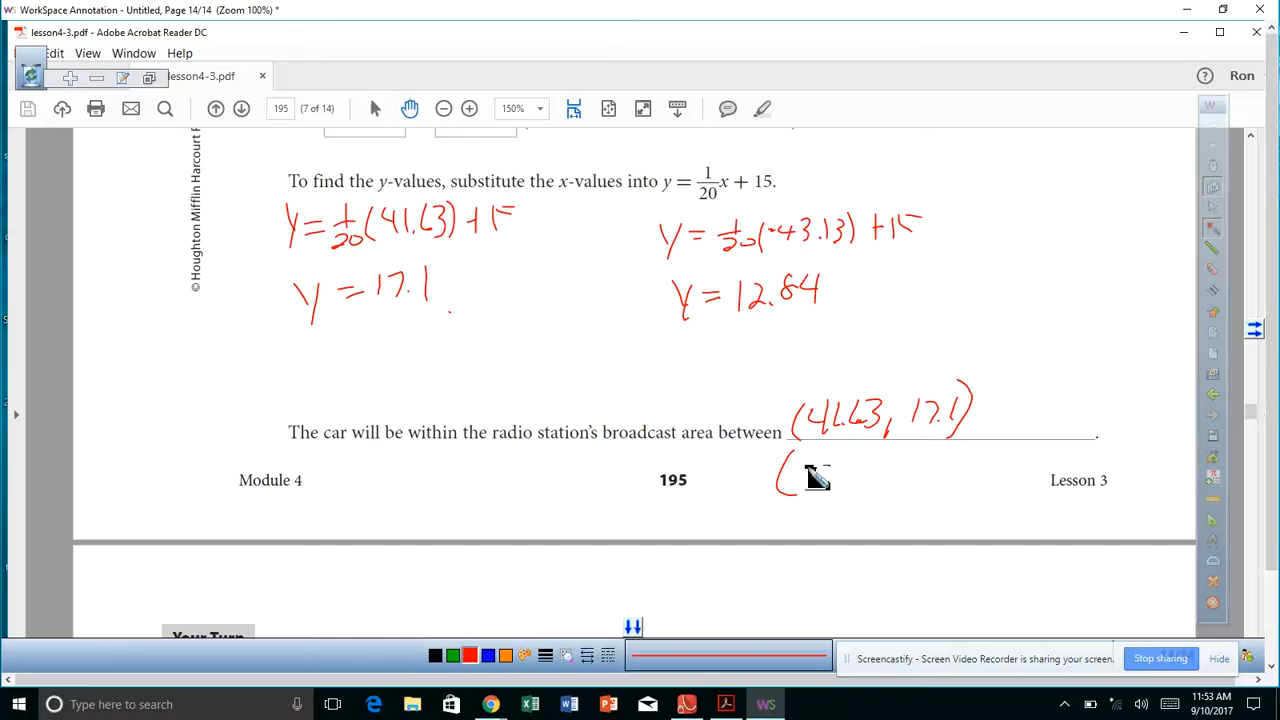 WorkSpace Annotation - Untitled, Page 14/14 (Zoom 100%) *
lesson4-3.pdf - Adobe Acrobat Reader DC
Edit View Window Help
lesson4-3.pdf × Ron
195 (7 of 14) 150%
© Houghton Mifflin Harcourt
To find the y-values, substitute the x-values into y = 1/20 x + 15.
y = 1/20 (41.63) + 15
y = 1/20 (-43.13) + 15
y = 17.1
y = 12.84
(41.63, 17.1)
The car will be within the radio station's broadcast area between .
(
Module 4 195 Lesson 3
Your Turn
Screencastify - Screen Video Recorder is sharing your screen. Stop sharing Hide
Type here to search
11:53 AM
9/10/2017